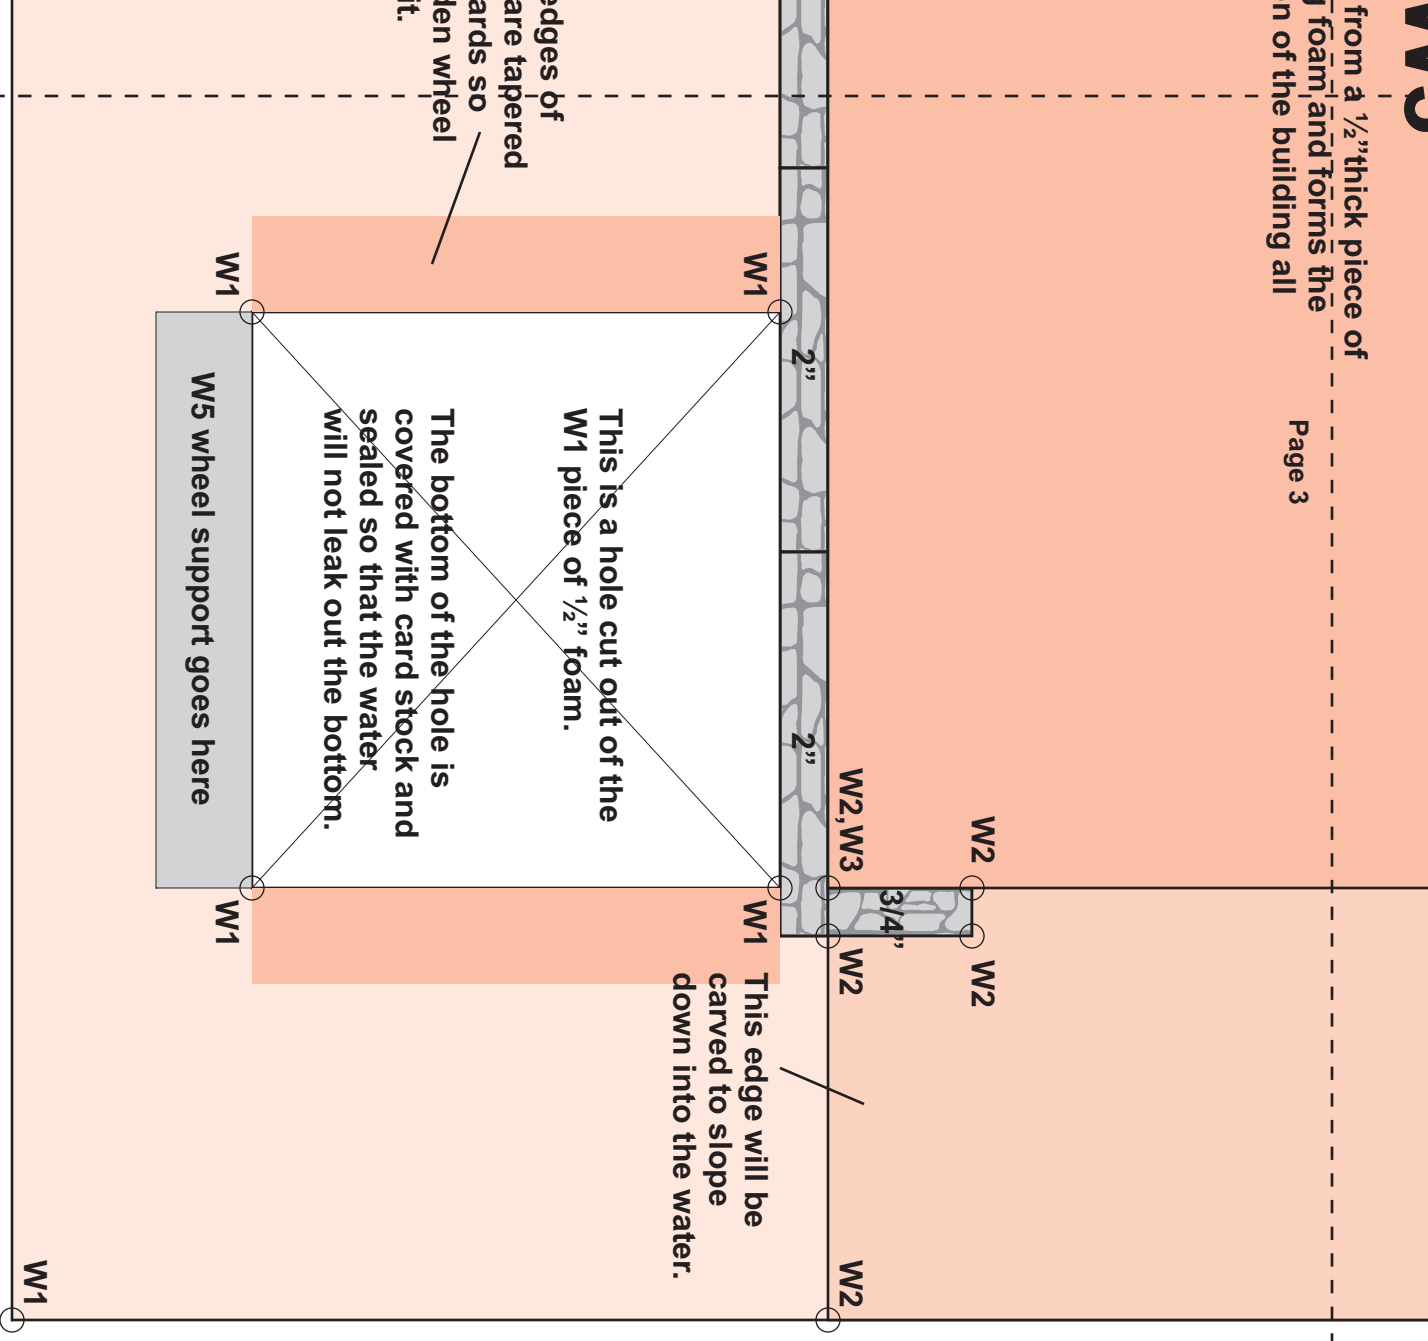 from a ½”thick piece of
foam and forms the
of the building all
Page 3
W2
W2
3/4”
W2,W3
W2
W2
2”
2”
W1
W1
This edge will be
carved to slope
down into the water.
This is a hole cut out of the
W1 piece of ½” foam.
edges of
are tapered
so
wheel
it.
The bottom of the hole is
covered with card stock and
sealed so that the water
will not leak out the bottom.
W1
W1
W5 wheel support goes here
W1